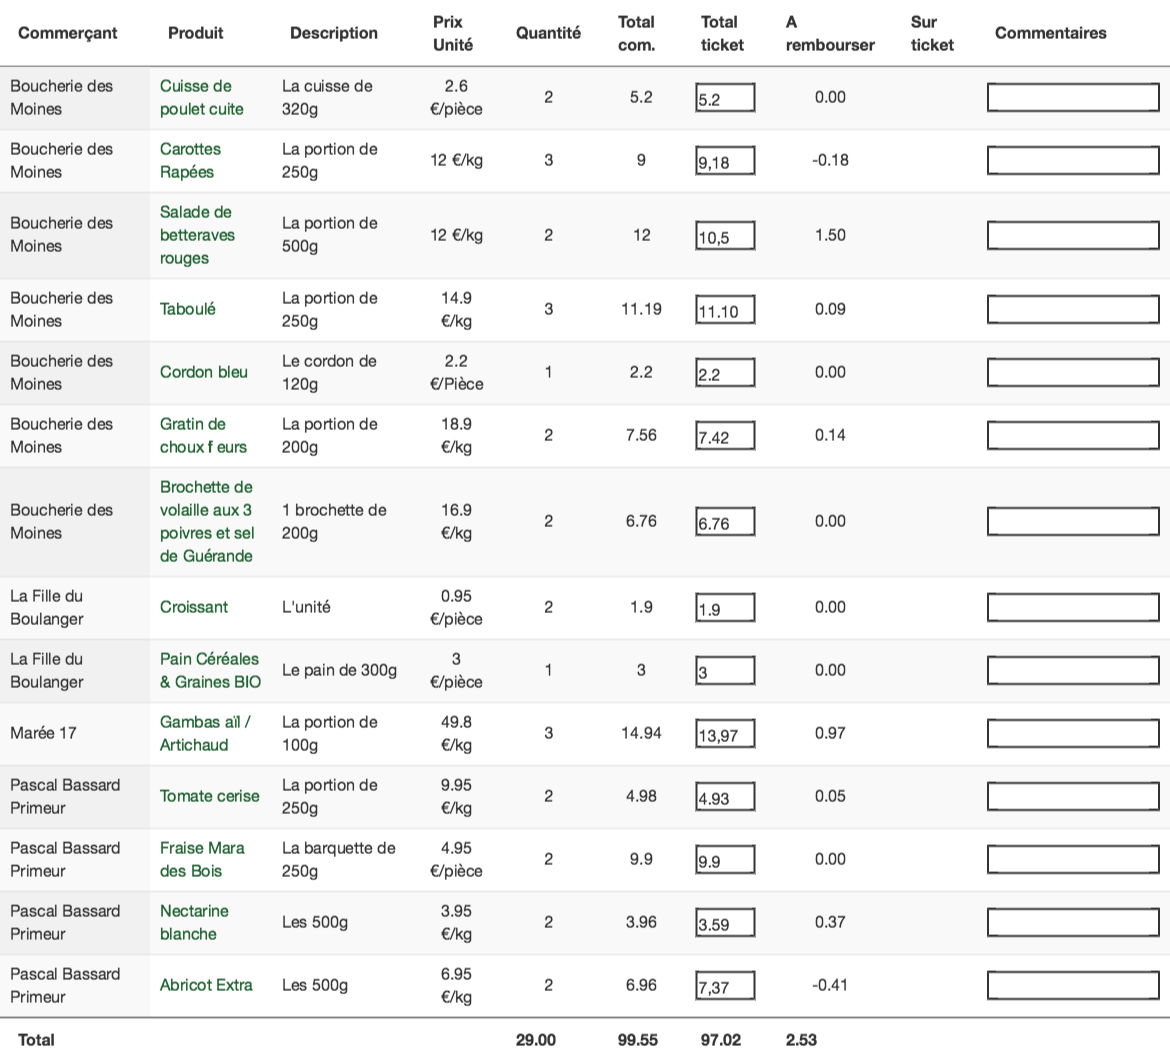 Commerçant Produit Description Prix Unité Quantité Total com. Total ticket A rembourser Sur ticket Commentaires
Boucherie des Moines Cuisse de poulet cuite La cuisse de 320g 2.6 €/pièce 2 5.2 5.2 0.00
Boucherie des Moines Carottes Rapées La portion de 250g 12 €/kg 3 9 9,18 -0.18
Boucherie des Moines Salade de betteraves rouges La portion de 500g 12 €/kg 2 12 10,5 1.50
Boucherie des Moines Taboulé La portion de 250g 14.9 €/kg 3 11.19 11.10 0.09
Boucherie des Moines Cordon bleu Le cordon de 120g 2.2 €/Pièce 1 2.2 2.2 0.00
Boucherie des Moines Gratin de choux f eurs La portion de 200g 18.9 €/kg 2 7.56 7.42 0.14
Boucherie des Moines Brochette de volaille aux 3 poivres et sel de Guérande 1 brochette de 200g 16.9 €/kg 2 6.76 6.76 0.00
La Fille du Boulanger Croissant L'unité 0.95 €/pièce 2 1.9 1.9 0.00
La Fille du Boulanger Pain Céréales & Graines BIO Le pain de 300g 3 €/pièce 1 3 3 0.00
Marée 17 Gambas aïl / Artichaud La portion de 100g 49.8 €/kg 3 14.94 13,97 0.97
Pascal Bassard Primeur Tomate cerise La portion de 250g 9.95 €/kg 2 4.98 4.93 0.05
Pascal Bassard Primeur Fraise Mara des Bois La barquette de 250g 4.95 €/pièce 2 9.9 9.9 0.00
Pascal Bassard Primeur Nectarine blanche Les 500g 3.95 €/kg 2 3.96 3.59 0.37
Pascal Bassard Primeur Abricot Extra Les 500g 6.95 €/kg 2 6.96 7,37 -0.41
Total 29.00 99.55 97.02 2.53